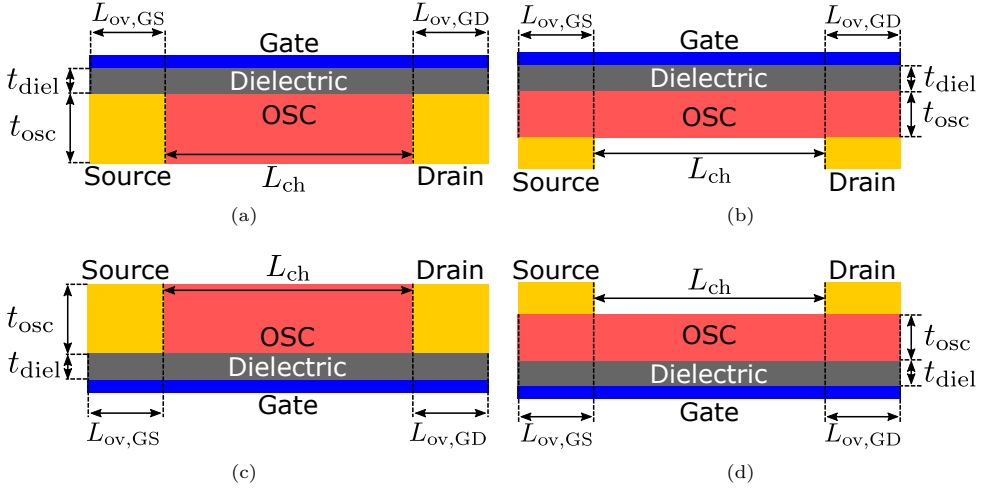 L_ov,GS L_ov,GD
Gate
t_diel Dielectric
t_osc OSC
L_ch
Source Drain
(a)
L_ov,GS L_ov,GD
Gate
Dielectric t_diel
OSC t_osc
L_ch
Source Drain
(b)
Source L_ch Drain
t_osc OSC
t_diel Dielectric
Gate
L_ov,GS L_ov,GD
(c)
Source Drain
L_ch
OSC t_osc
Dielectric t_diel
Gate
L_ov,GS L_ov,GD
(d)